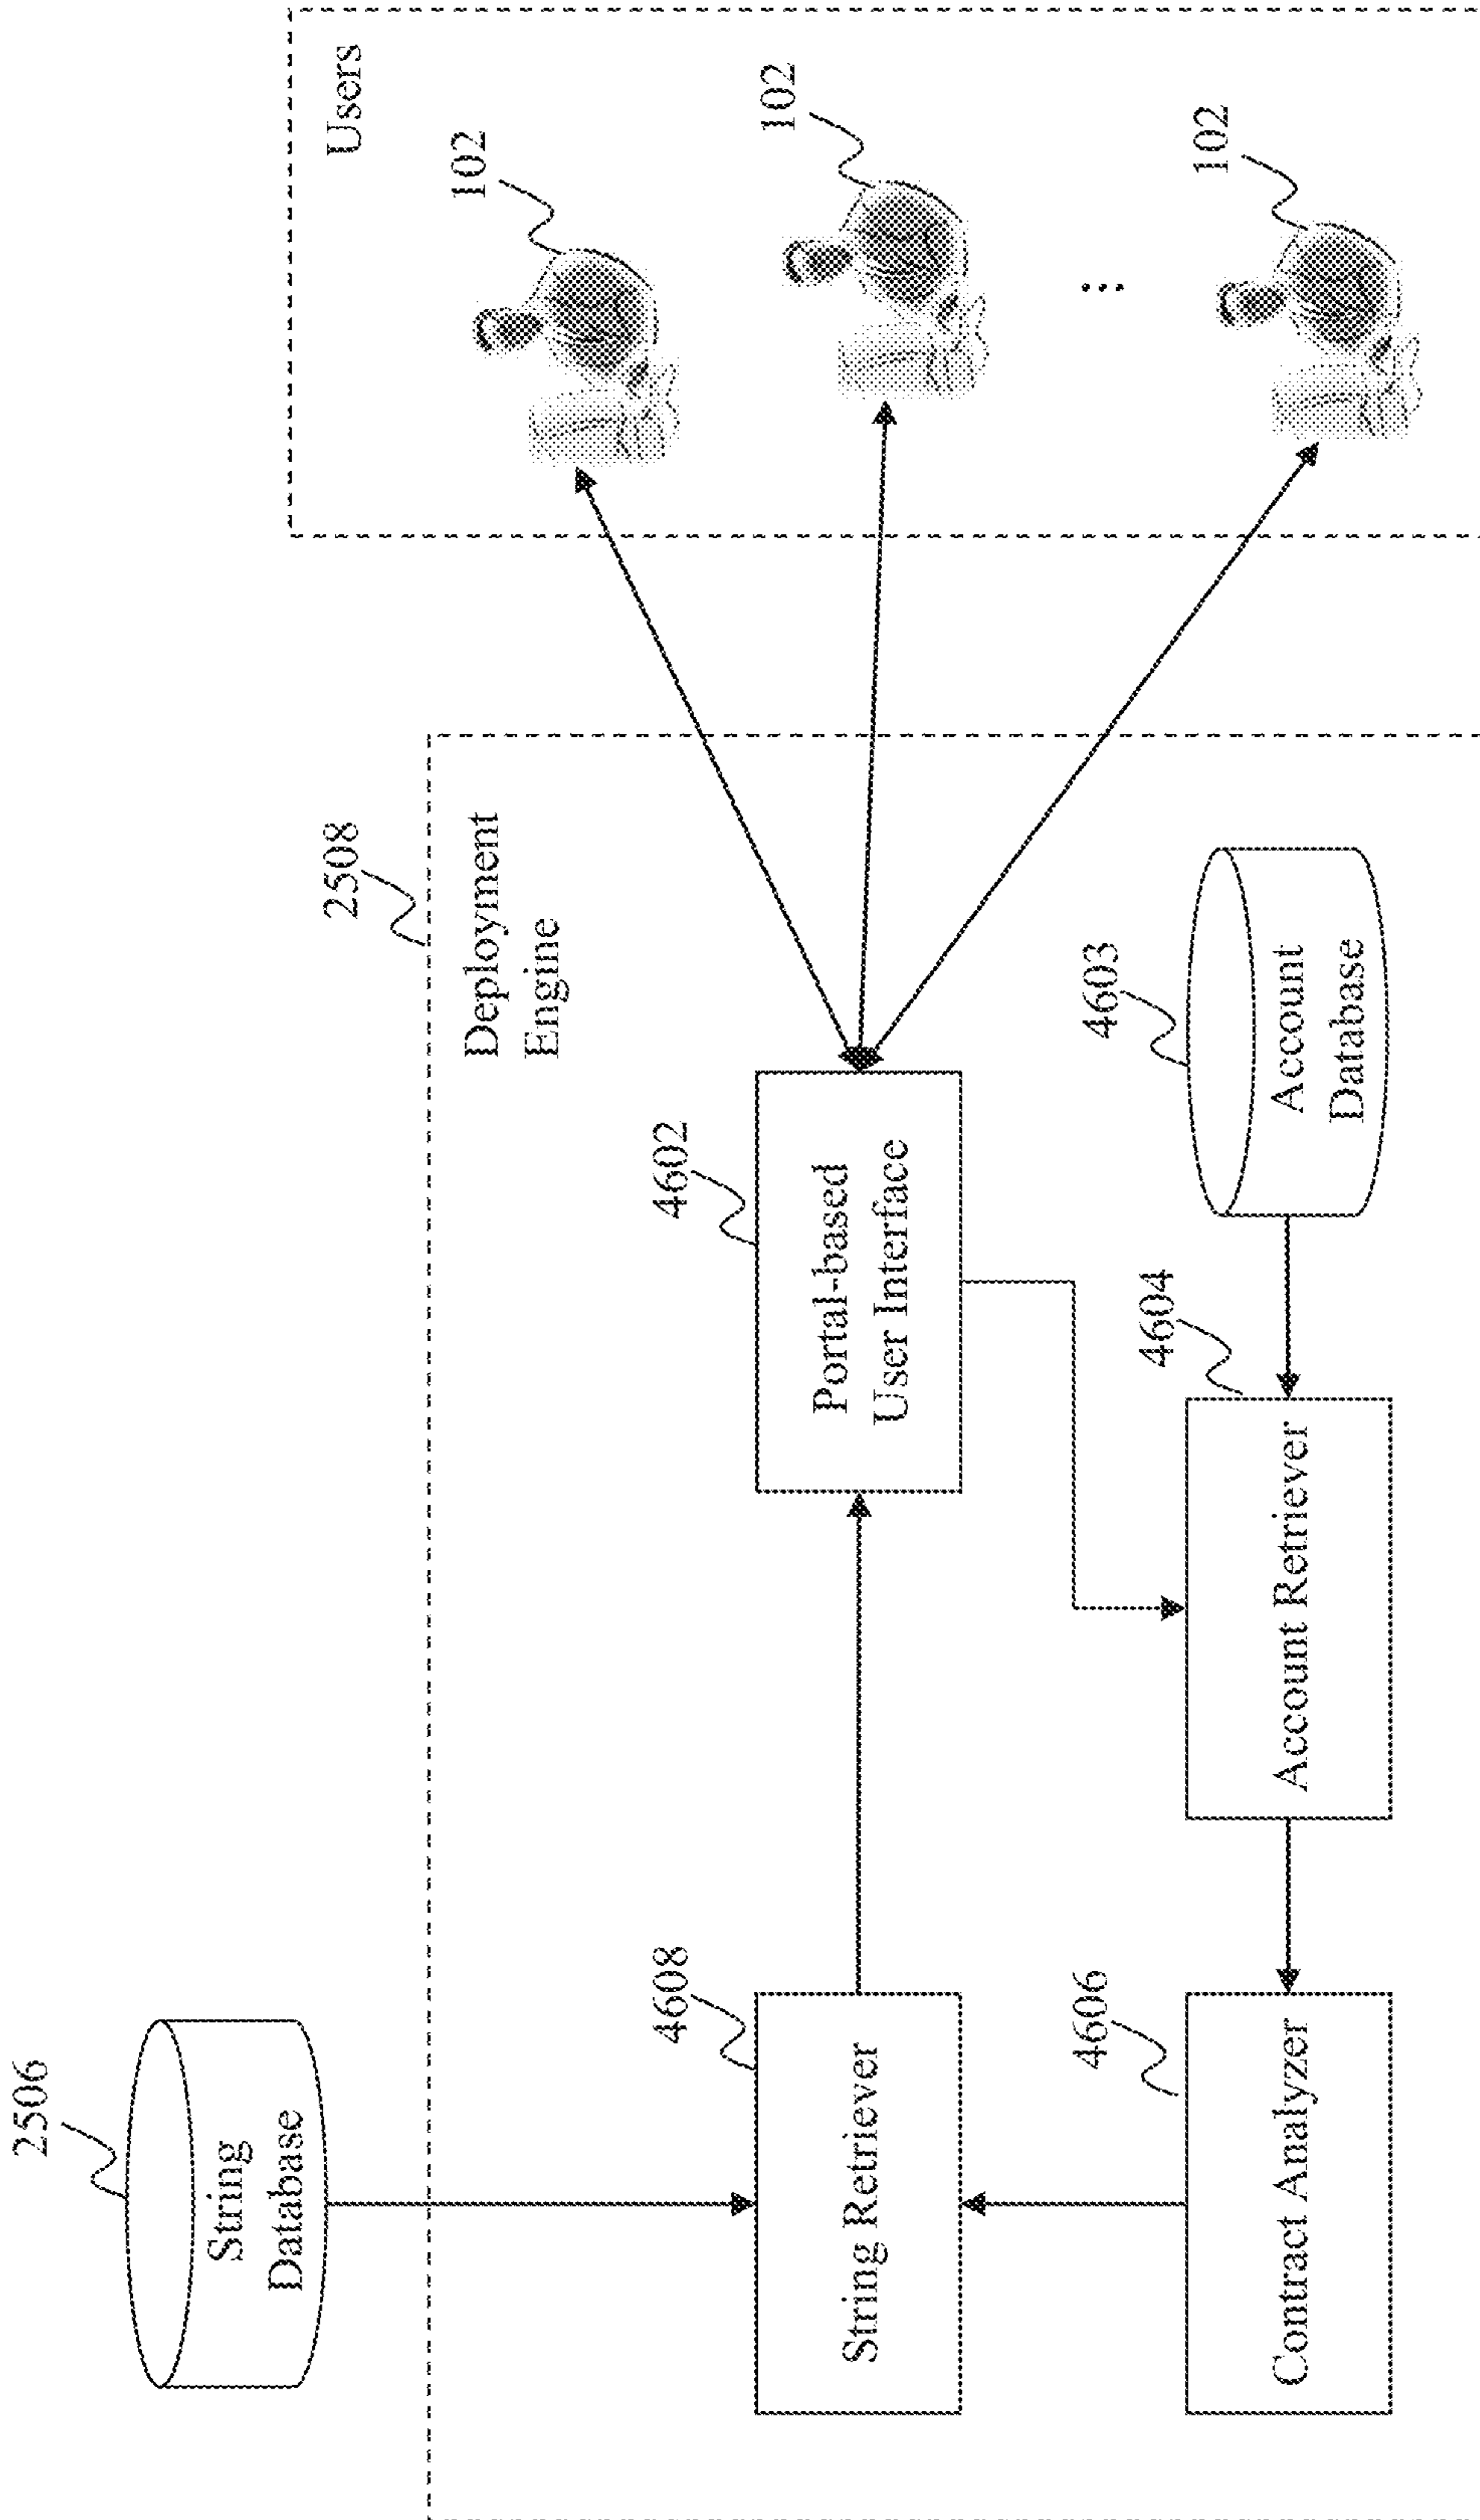 2506
String
Database
2508
Deployment
Engine
Users
102
102
102
4608
String Retriever
4602
Portal-based
User Interface
4606
Contract Analyzer
4604
Account Retriever
4603
Account
Database